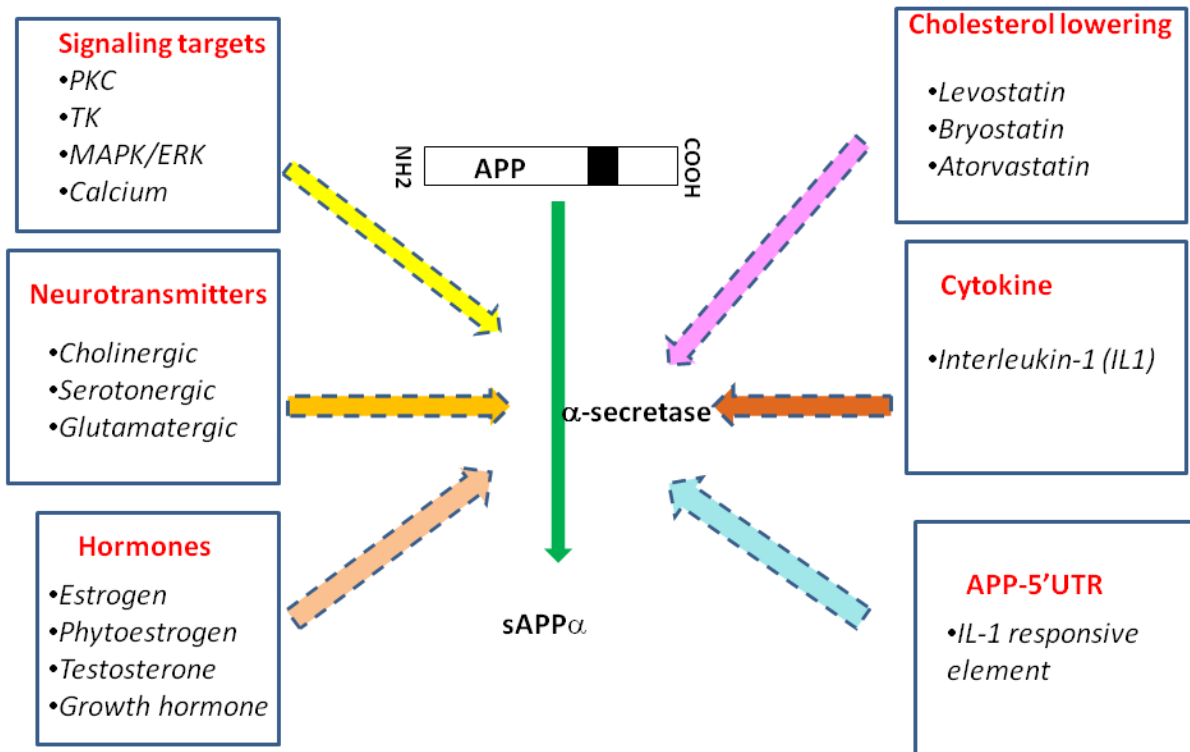 Signaling targets
•PKC
•TK
•MAPK/ERK
•Calcium
Neurotransmitters
•Cholinergic
•Serotonergic
•Glutamatergic
Hormones
•Estrogen
•Phytoestrogen
•Testosterone
•Growth hormone
NH2
APP
COOH
α-secretase
sAPPα
Cholesterol lowering
•Levostatin
•Bryostatin
•Atorvastatin
Cytokine
•Interleukin-1 (IL1)
APP-5’UTR
•IL-1 responsive
element